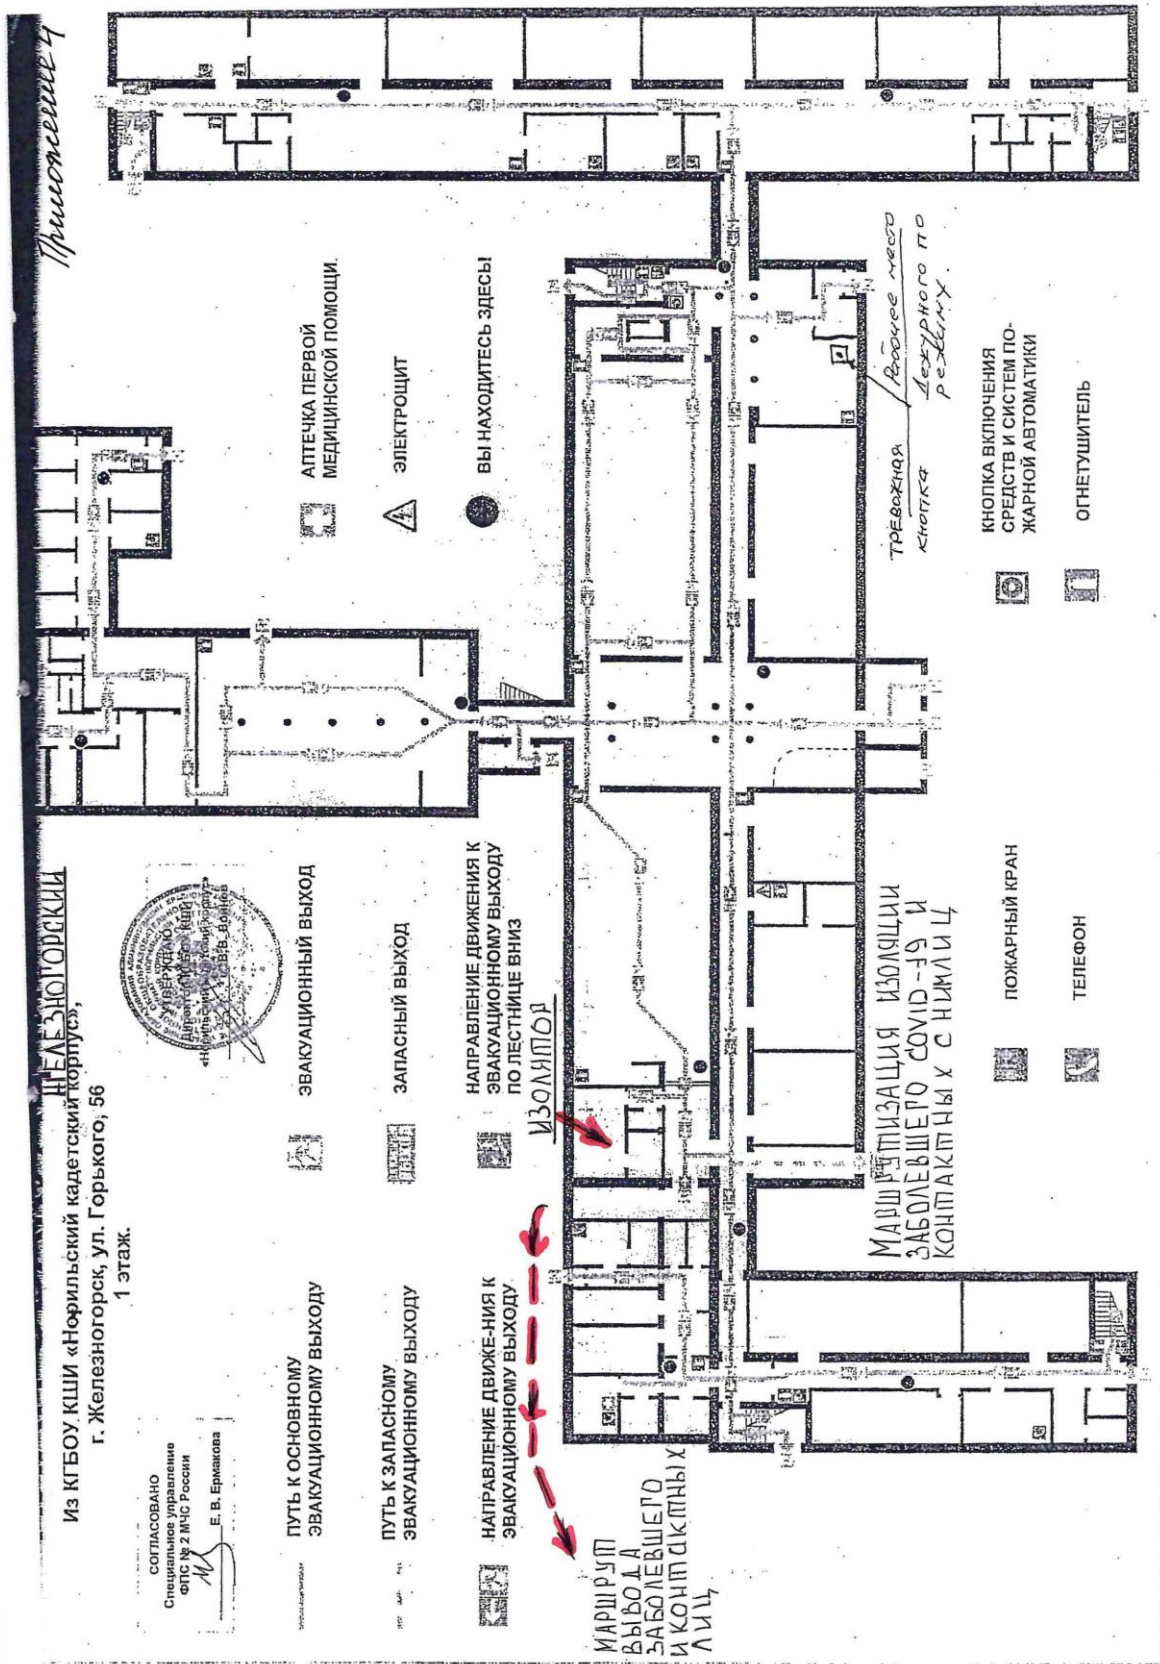 Приложение 4
ЖЕЛЕЗНОГОРСКИЙ
Из КГБОУ КШИ «Норильский кадетский корпус»,
г. Железногорск, ул. Горького, 56
1 этаж.
СОГЛАСОВАНО
Специальное управление
ФПС № 2 МЧС России
Е. В. Ермакова
УТВЕРЖДАЮ
В.В. Войнов
ПУТЬ К ОСНОВНОМУ
ЭВАКУАЦИОННОМУ ВЫХОДУ
ПУТЬ К ЗАПАСНОМУ
ЭВАКУАЦИОННОМУ ВЫХОДУ
НАПРАВЛЕНИЕ ДВИЖЕ-НИЯ К
ЭВАКУАЦИОННОМУ ВЫХОДУ
ЭВАКУАЦИОННЫЙ ВЫХОД
ЗАПАСНЫЙ ВЫХОД
НАПРАВЛЕНИЕ ДВИЖЕНИЯ К
ЭВАКУАЦИОННОМУ ВЫХОДУ
ПО ЛЕСТНИЦЕ ВНИЗ
АПТЕЧКА ПЕРВОЙ
МЕДИЦИНСКОЙ ПОМОЩИ.
ЭЛЕКТРОЩИТ
ВЫ НАХОДИТЕСЬ ЗДЕСЬ!
ИЗОЛЯТОР
МАРШРУТ
ВЫВОДА
ЗАБОЛЕВШЕГО
И КОНТАКТНЫХ
ЛИЦ
МАРШРУТИЗАЦИЯ ИЗОЛЯЦИИ
ЗАБОЛЕВШЕГО COVID-19 И
КОНТАКТНЫХ С НИМ ЛИЦ
ТРЕВОЖНАЯ
КНОПКА
Рабочее место
дежурного по
режиму.
ПОЖАРНЫЙ КРАН
ТЕЛЕФОН
КНОПКА ВКЛЮЧЕНИЯ
СРЕДСТВ И СИСТЕМ ПО-
ЖАРНОЙ АВТОМАТИКИ
ОГНЕТУШИТЕЛЬ